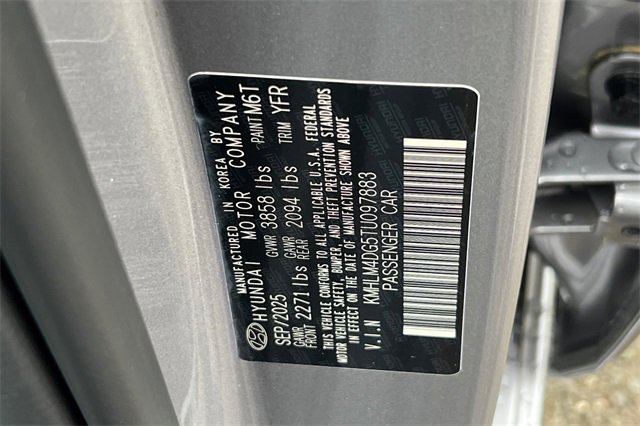 MANUFACTURED IN KOREA BY
HYUNDAI MOTOR COMPANY
SEP/2025 GVWR 3858 lbs PAINT M6T
GAWR FRONT 2271 lbs GAWR REAR 2094 lbs TRIM YFR
THIS VEHICLE CONFORMS TO ALL APPLICABLE U.S.A. FEDERAL
MOTOR VEHICLE SAFETY, BUMPER, AND THEFT PREVENTION STANDARDS
IN EFFECT ON THE DATE OF MANUFACTURE SHOWN ABOVE
V.I.N KMHLM4DG5TU097883
PASSENGER CAR